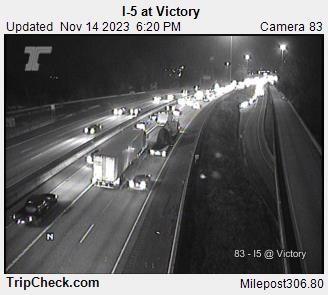 I-5 at Victory
Updated Nov 14 2023 6:20 PM Camera 83
T
N
83 - I5 @ Victory
TripCheck.com Milepost306.80